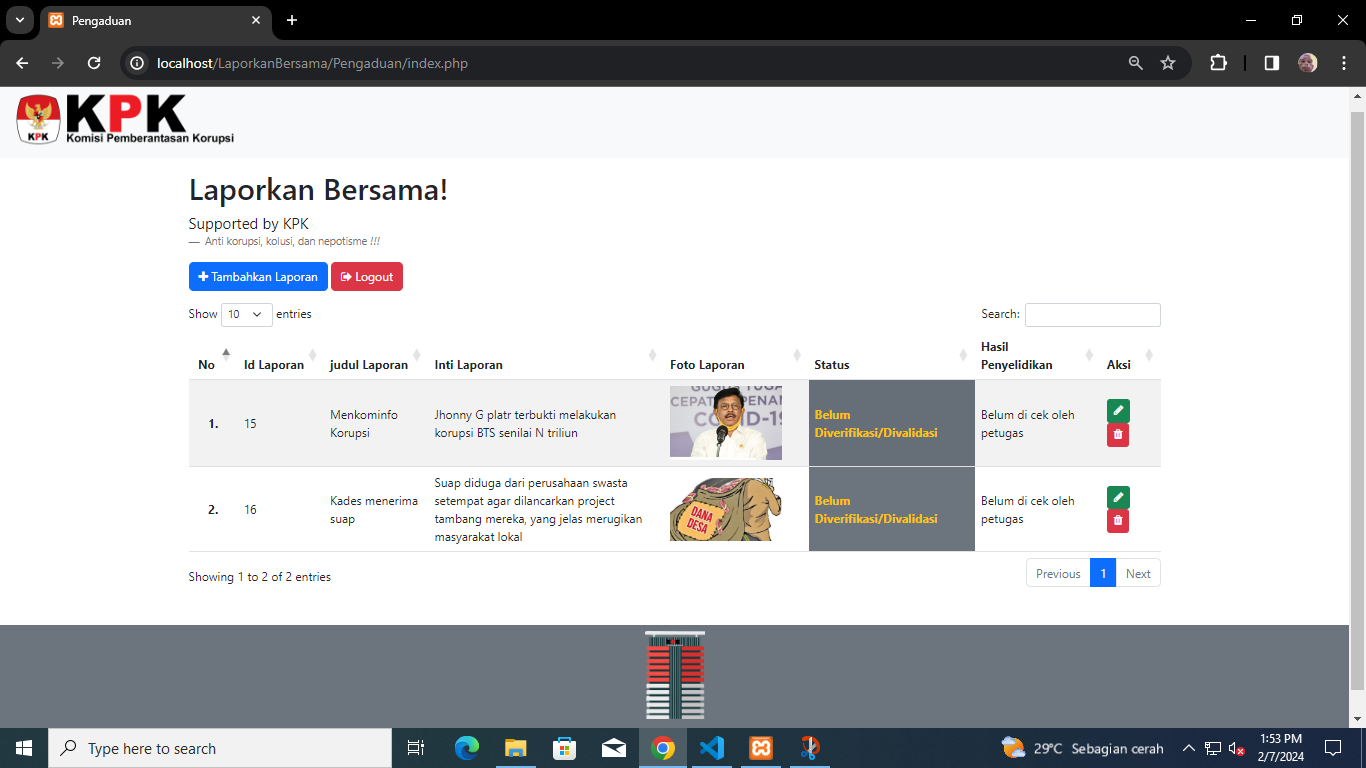 Pengaduan
localhost/LaporkanBersama/Pengaduan/index.php
KPK
KPK
Komisi Pemberantasan Korupsi
Laporkan Bersama!
Supported by KPK
— Anti korupsi, kolusi, dan nepotisme !!!
Tambahkan Laporan Logout
Show 10 entries Search:
No Id Laporan judul Laporan Inti Laporan Foto Laporan Status Hasil Penyelidikan Aksi
1. 15 Menkominfo Korupsi Jhonny G platr terbukti melakukan korupsi BTS senilai N triliun
GUGUS TUGAS
CEPATAN PENAN
COVID-19
Belum Diverifikasi/Divalidasi Belum di cek oleh petugas
2. 16 Kades menerima suap Suap diduga dari perusahaan swasta setempat agar dilancarkan project tambang mereka, yang jelas merugikan masyarakat lokal
DANA
DESA
Belum Diverifikasi/Divalidasi Belum di cek oleh petugas
Showing 1 to 2 of 2 entries Previous 1 Next
Type here to search
29°C Sebagian cerah
1:53 PM
2/7/2024